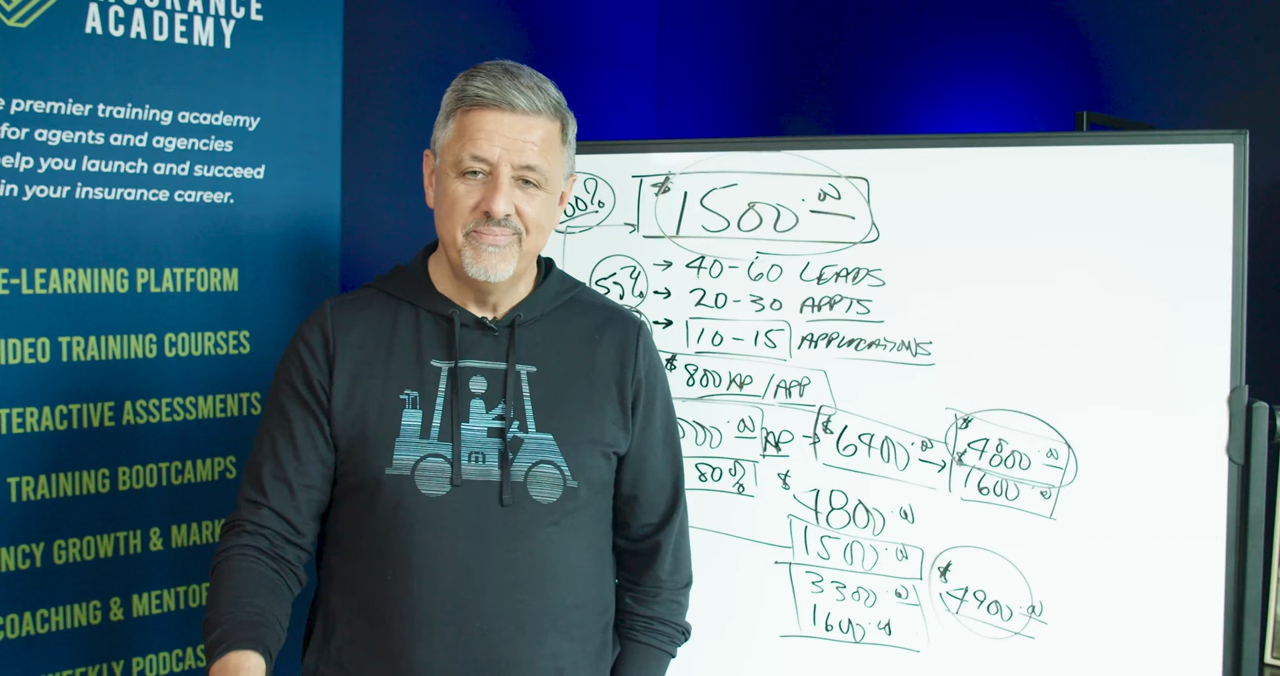 ACADEMY
premier training academy
for agents and agencies
help you launch and succeed
in your insurance career.
E-LEARNING PLATFORM
VIDEO TRAINING COURSES
INTERACTIVE ASSESSMENTS
TRAINING BOOTCAMPS
NCY GROWTH & MARK
COACHING & MENTOR
WEEKLY PODCAS
00%
$1500.00
→ 40-60 LEADS
→ 20-30 APPTS
→ 10-15 APPLICATIONS
$800 AP/APP
000.00 AP → $6400.00 → $4800.00
80%
1600.00
$4800.00
1500.00
3300.00
1600.00
$4900.00